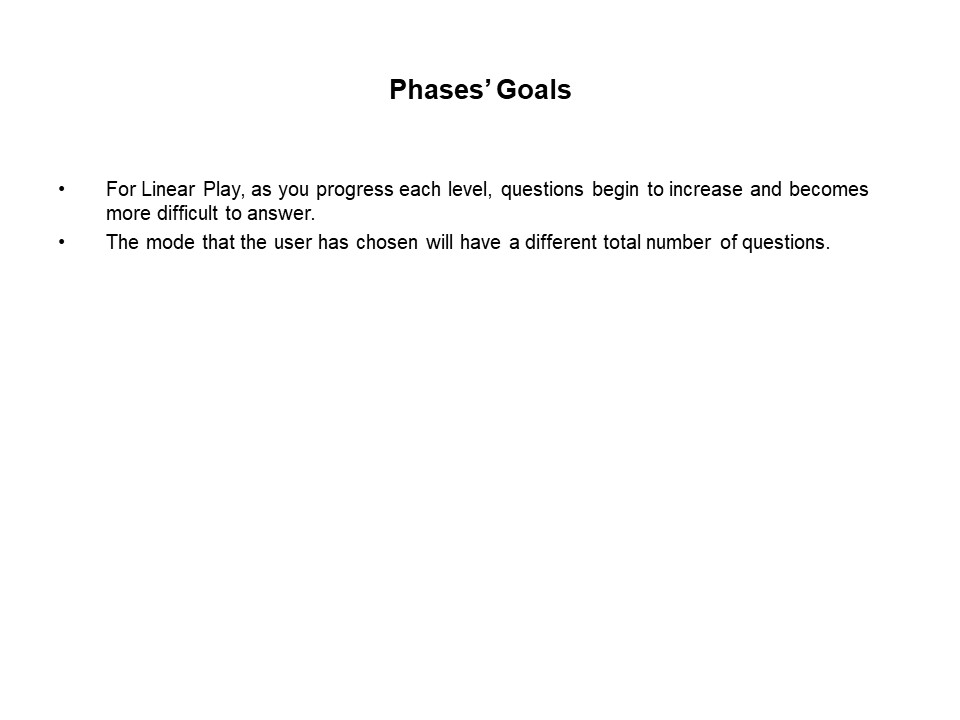 Phases’ Goals
• For Linear Play, as you progress each level, questions begin to increase and becomes
more difficult to answer.
• The mode that the user has chosen will have a different total number of questions.